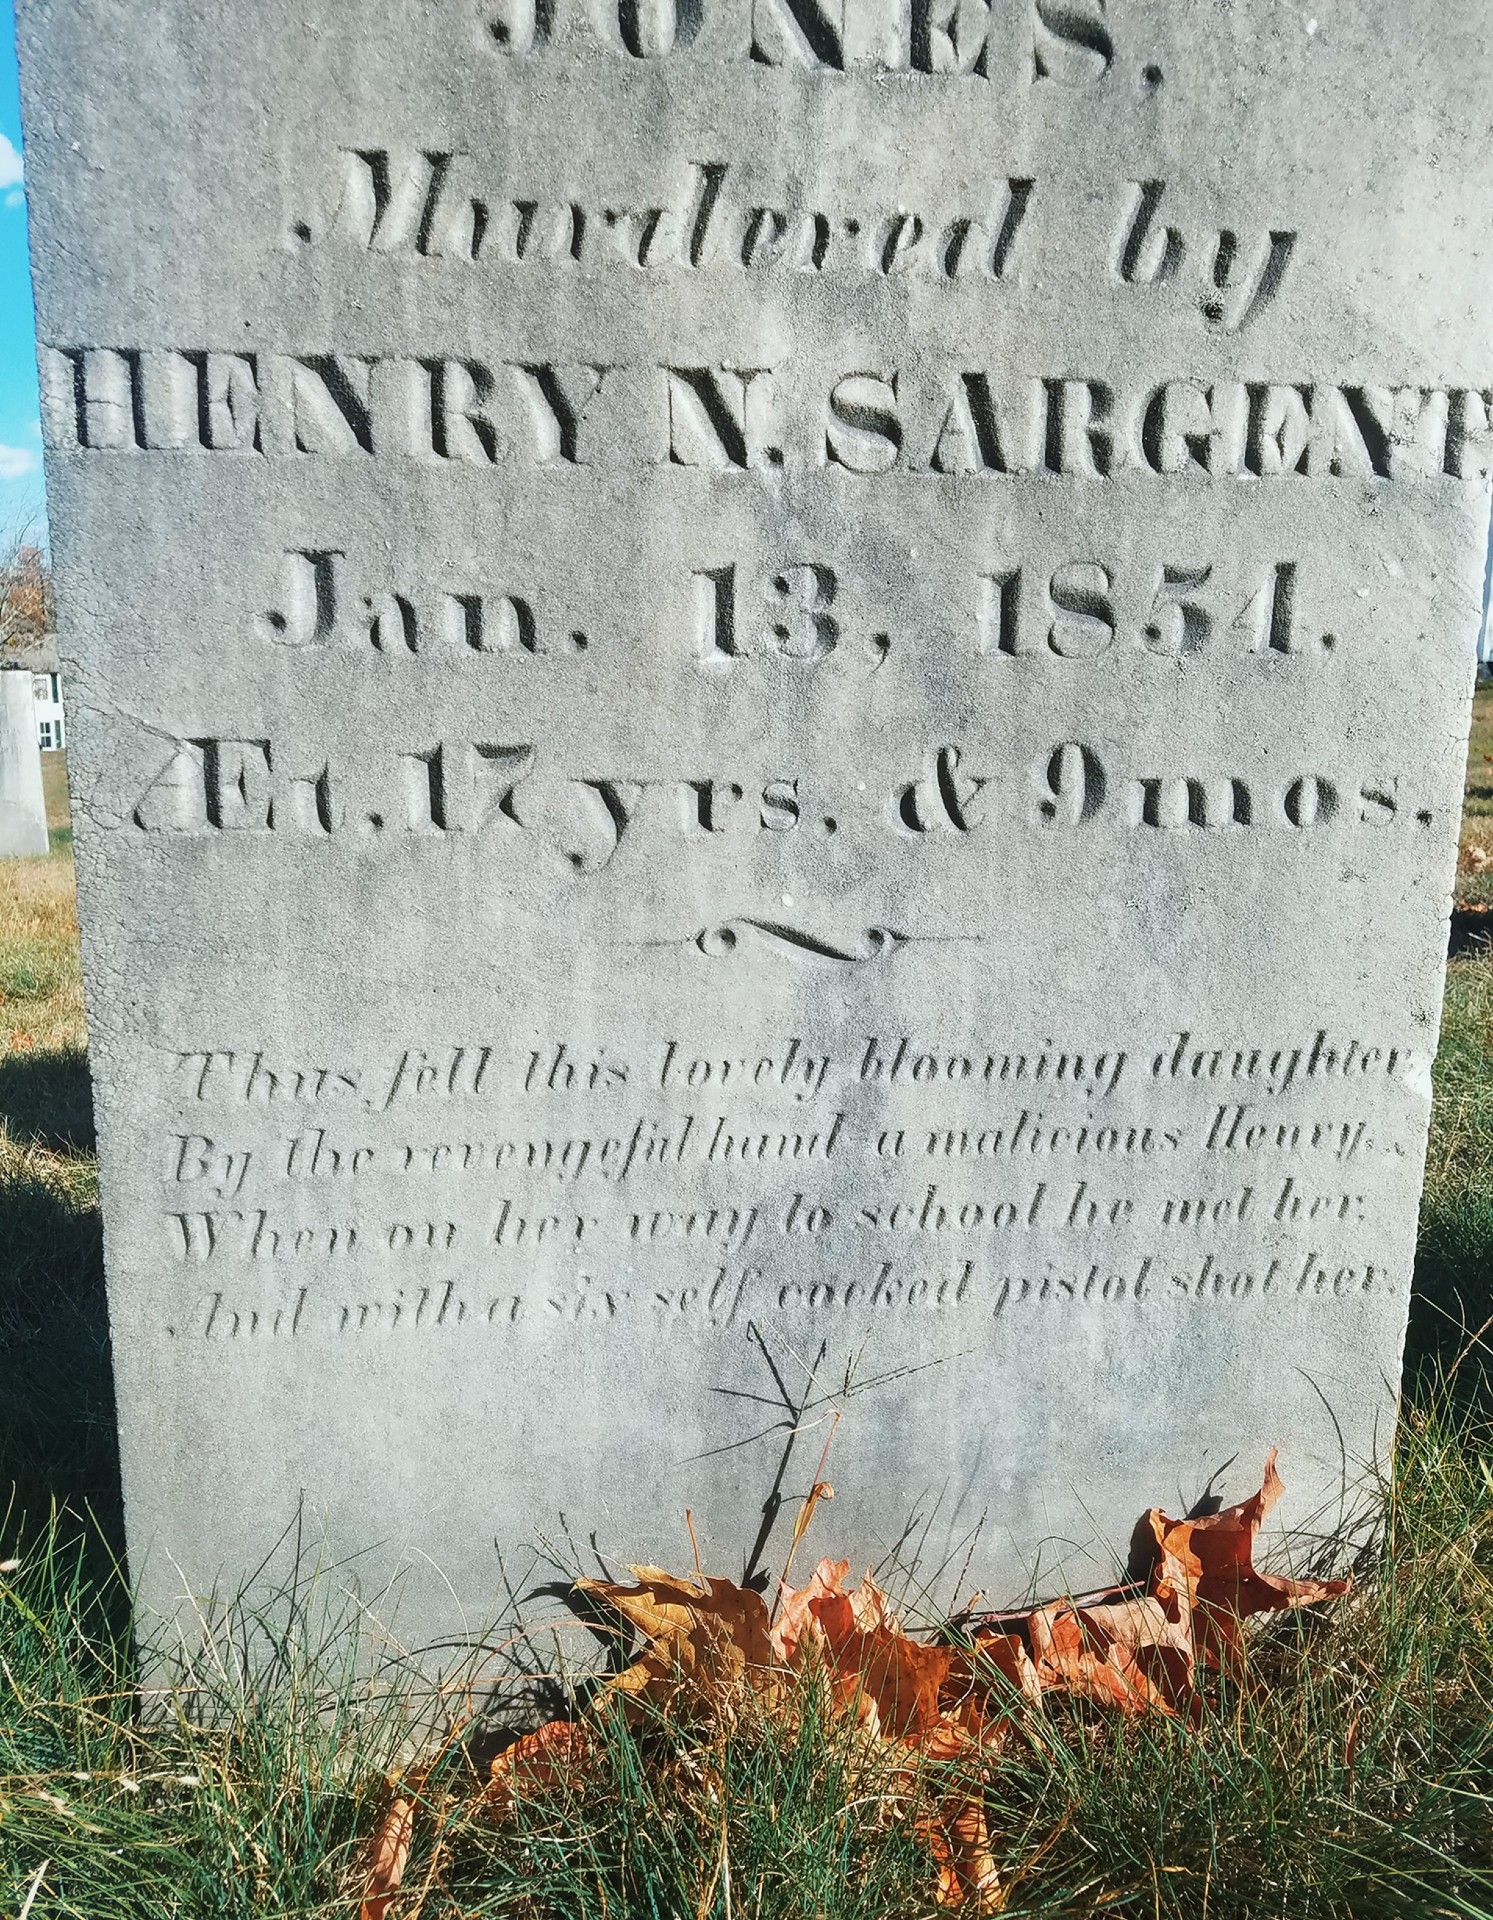 JONES.
Murdered by
HENRY N. SARGENT.
Jan. 13, 1854.
Æt. 17 yrs. & 9 mos.
Thus fell this lovely blooming daughter,
By the revengeful hand a malicious Henry,
When on her way to school he met her,
And with a six self cocked pistol shot her.